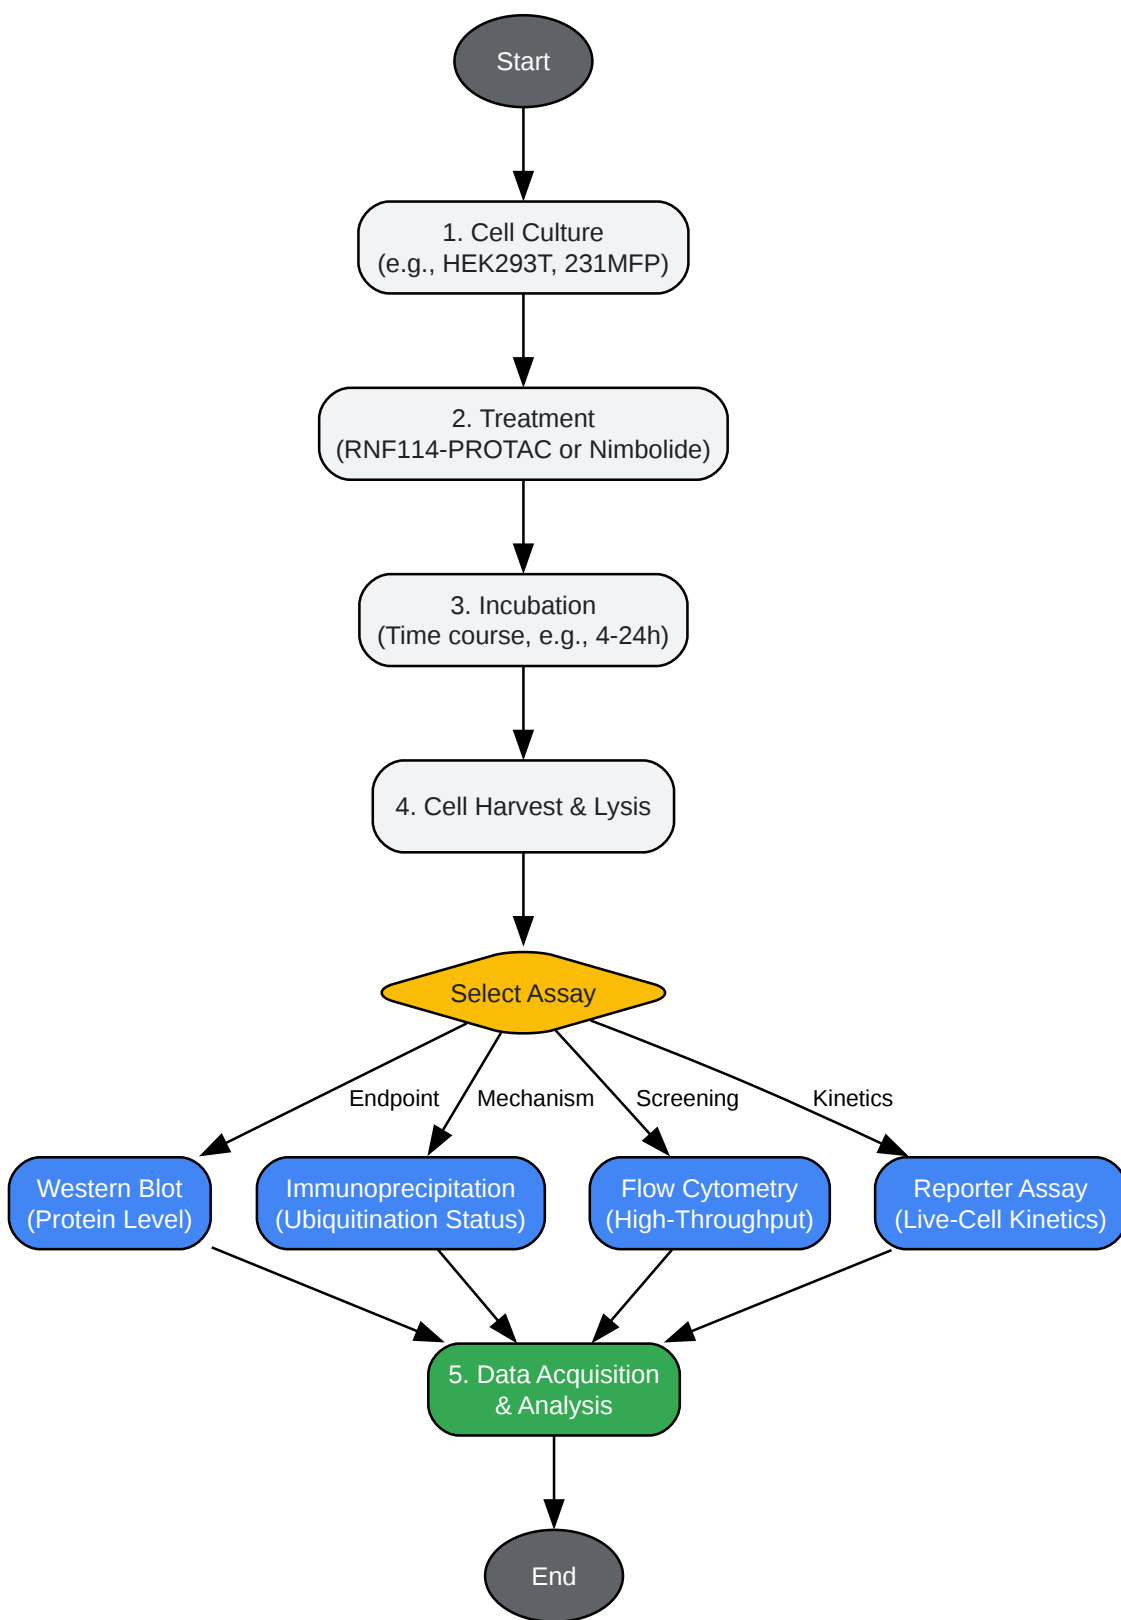 Start
1. Cell Culture
(e.g., HEK293T, 231MFP)
2. Treatment
(RNF114-PROTAC or Nimbolide)
3. Incubation
(Time course, e.g., 4-24h)
4. Cell Harvest & Lysis
Select Assay
Endpoint
Mechanism
Screening
Kinetics
Western Blot
(Protein Level)
Immunoprecipitation
(Ubiquitination Status)
Flow Cytometry
(High-Throughput)
Reporter Assay
(Live-Cell Kinetics)
5. Data Acquisition
& Analysis
End